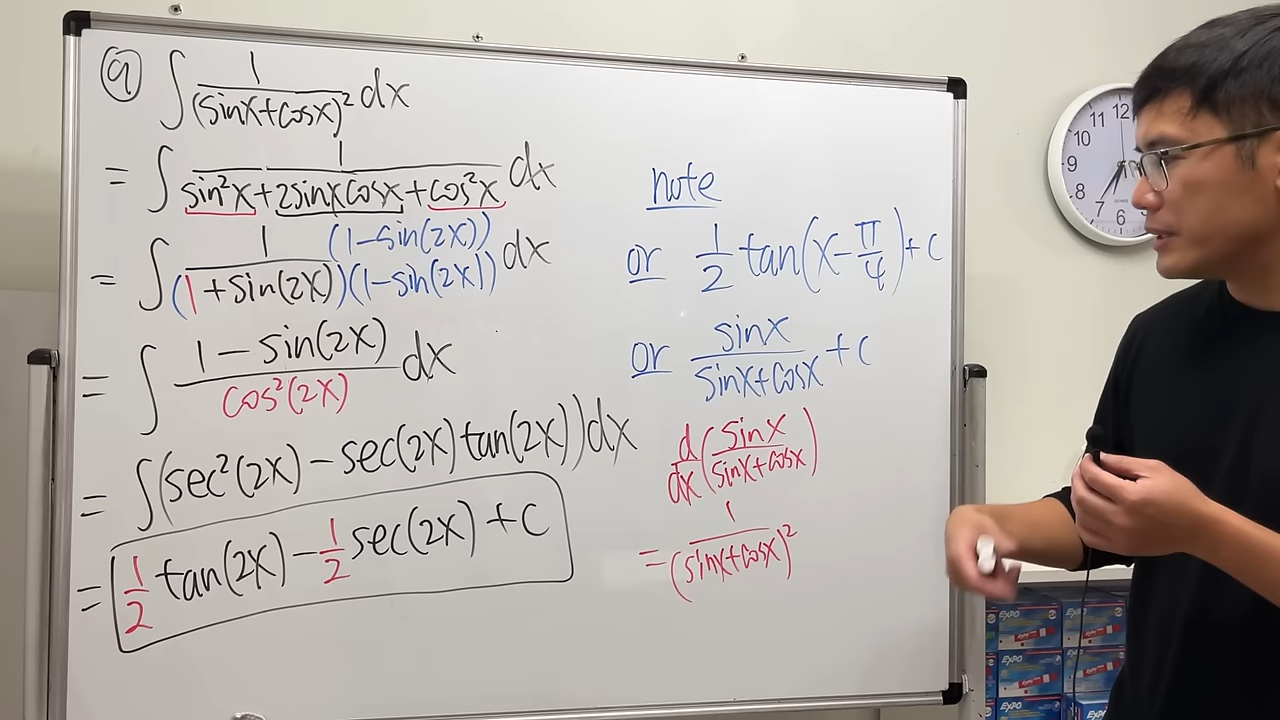 ⑨ ∫ 1/(sinx+cosx)² dx
= ∫ 1/(sin²x+2sinxcosx+cos²x) dx
= ∫ 1 (1-sin(2x))/((1+sin(2x))(1-sin(2x))) dx
= ∫ (1-sin(2x))/cos²(2x) dx
= ∫(sec²(2x)-sec(2x)tan(2x))dx
= 1/2 tan(2x) - 1/2 sec(2x) + C
note
or 1/2 tan(x-π/4)+C
or sinx/(sinx+cosx) +C
d/dx (sinx/(sinx+cosx))
= 1/(sinx+cosx)²
10 11 12
9
8
7 6
EXPO
EXPO
EXPO
EXPO
EXPO
EXPO